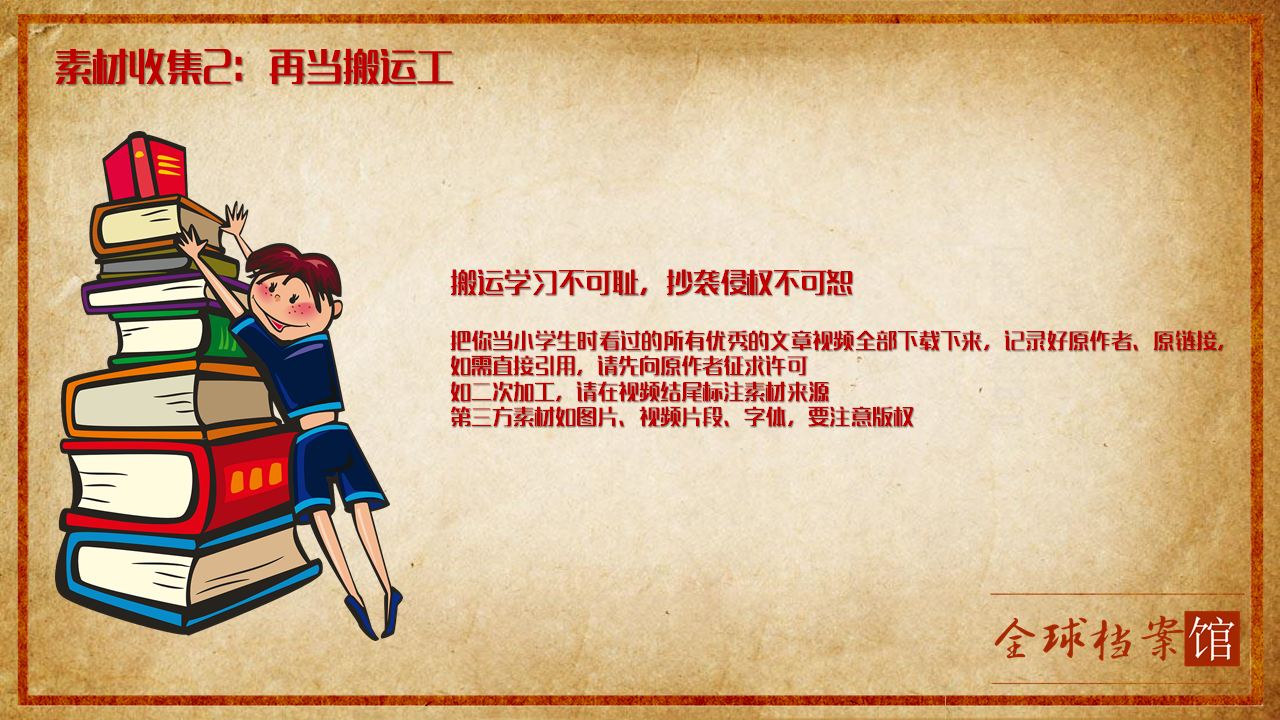 素材收集2：再当搬运工
搬运学习不可耻，抄袭侵权不可恕
把你当小学生时看过的所有优秀的文章视频全部下载下来，记录好原作者、原链接，
如需直接引用，请先向原作者征求许可
如二次加工，请在视频结尾标注素材来源
第三方素材如图片、视频片段、字体，要注意版权
全球档案馆